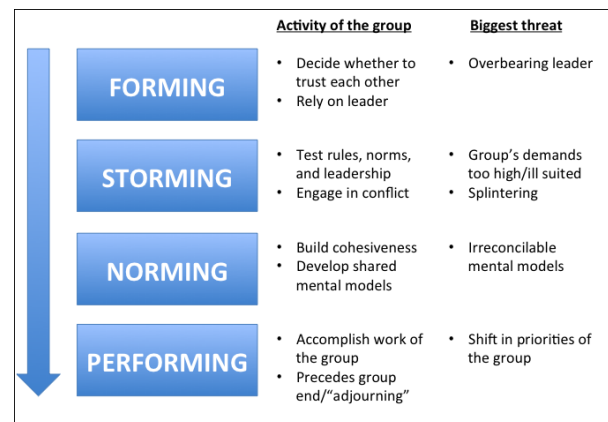 Activity of the group
Biggest threat
FORMING
• Decide whether to
trust each other
• Rely on leader
• Overbearing leader
STORMING
• Test rules, norms,
and leadership
• Engage in conflict
• Group's demands
too high/ill suited
• Splintering
NORMING
• Build cohesiveness
• Develop shared
mental models
• Irreconcilable
mental models
PERFORMING
• Accomplish work of
the group
• Precedes group
end/“adjourning”
• Shift in priorities of
the group